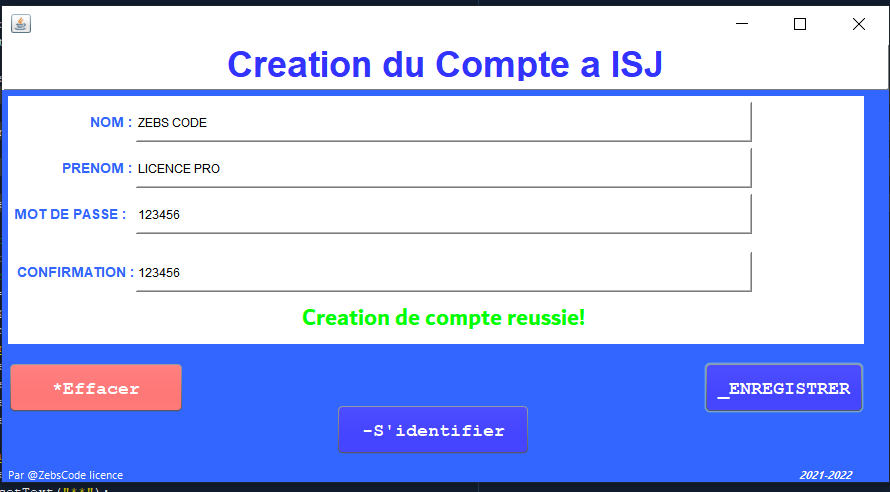 Creation du Compte a ISJ
NOM : ZEBS CODE
PRENOM : LICENCE PRO
MOT DE PASSE : 123456
CONFIRMATION : 123456
Creation de compte reussie!
*Effacer
_ENREGISTRER
-S'identifier
Par @ZebsCode licence
2021-2022